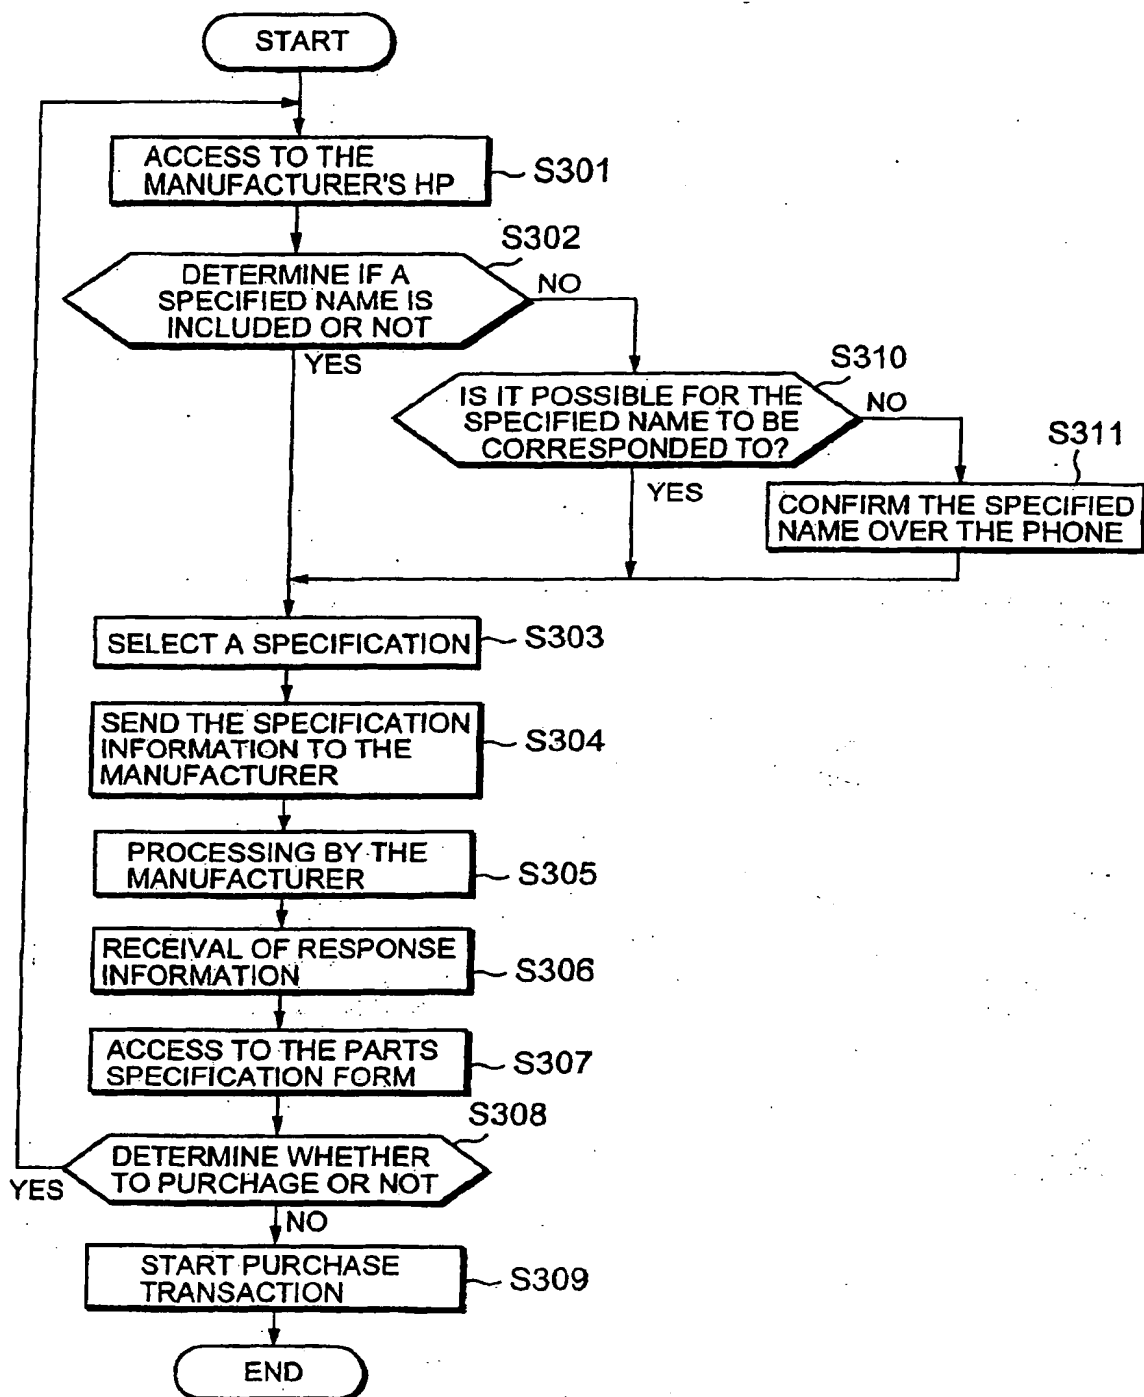 START
ACCESS TO THE
MANUFACTURER'S HP
S301
S302
DETERMINE IF A
SPECIFIED NAME IS
INCLUDED OR NOT
NO
YES
S310
IS IT POSSIBLE FOR THE
SPECIFIED NAME TO BE
CORRESPONDED TO?
NO
YES
S311
CONFIRM THE SPECIFIED
NAME OVER THE PHONE
SELECT A SPECIFICATION
S303
SEND THE SPECIFICATION
INFORMATION TO THE
MANUFACTURER
S304
PROCESSING BY THE
MANUFACTURER
S305
RECEIVAL OF RESPONSE
INFORMATION
S306
ACCESS TO THE PARTS
SPECIFICATION FORM
S307
S308
DETERMINE WHETHER
TO PURCHAGE OR NOT
YES
NO
START PURCHASE
TRANSACTION
S309
END